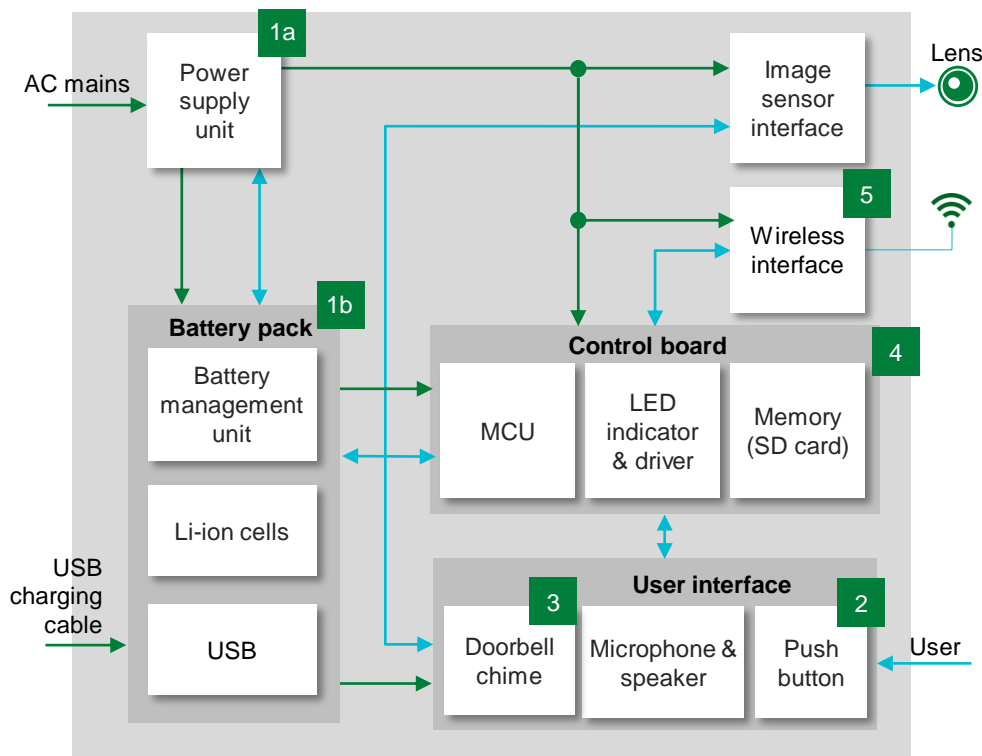 1a
Power
supply
unit
AC mains
Image
sensor
interface
Lens
5
Wireless
interface
1b
Battery pack
Battery
management
unit
Li-ion cells
USB
USB
charging
cable
Control board
4
MCU
LED
indicator
& driver
Memory
(SD card)
User interface
3
Doorbell
chime
Microphone &
speaker
2
Push
button
User